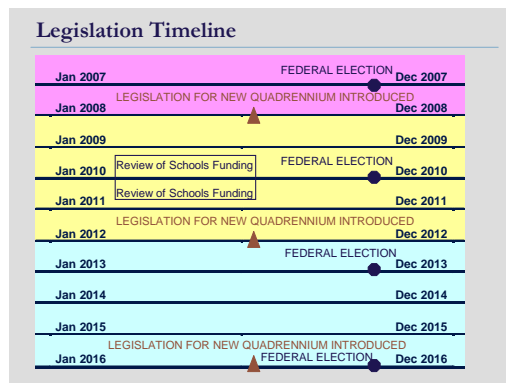 Legislation Timeline
FEDERAL ELECTION
Jan 2007 Dec 2007
LEGISLATION FOR NEW QUADRENNIUM INTRODUCED
Jan 2008 Dec 2008
Jan 2009 Dec 2009
Review of Schools Funding FEDERAL ELECTION
Jan 2010 Dec 2010
Review of Schools Funding
Jan 2011 Dec 2011
LEGISLATION FOR NEW QUADRENNIUM INTRODUCED
Jan 2012 Dec 2012
FEDERAL ELECTION
Jan 2013 Dec 2013
Jan 2014 Dec 2014
Jan 2015 Dec 2015
LEGISLATION FOR NEW QUADRENNIUM INTRODUCED
Jan 2016 FEDERAL ELECTION Dec 2016